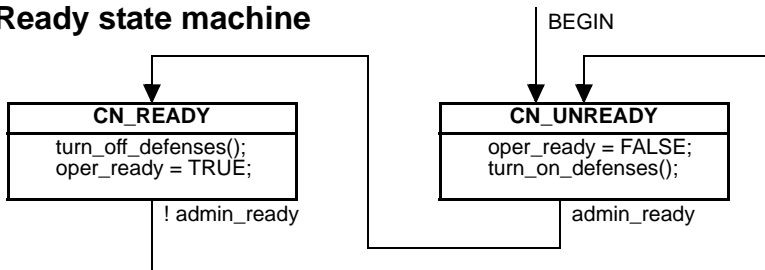 Ready state machine
BEGIN
CN_READY
turn_off_defenses();
oper_ready = TRUE;
! admin_ready
CN_UNREADY
oper_ready = FALSE;
turn_on_defenses();
admin_ready